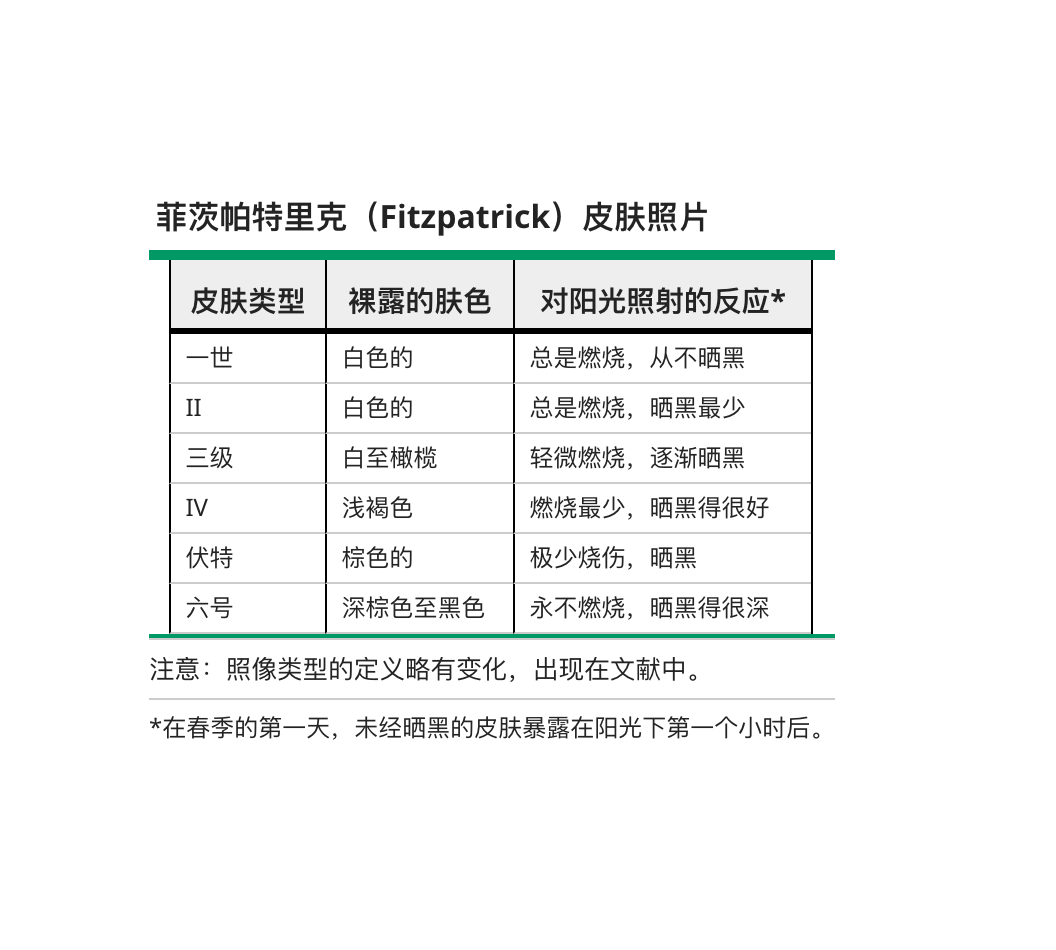 菲茨帕特里克（Fitzpatrick）皮肤照片
皮肤类型 裸露的肤色 对阳光照射的反应*
一世 白色的 总是燃烧，从不晒黑
II 白色的 总是燃烧，晒黑最少
三级 白至橄榄 轻微燃烧，逐渐晒黑
IV 浅褐色 燃烧最少，晒黑得很好
伏特 棕色的 极少烧伤，晒黑
六号 深棕色至黑色 永不燃烧，晒黑得很深
注意：照像类型的定义略有变化，出现在文献中。
*在春季的第一天，未经晒黑的皮肤暴露在阳光下第一个小时后。